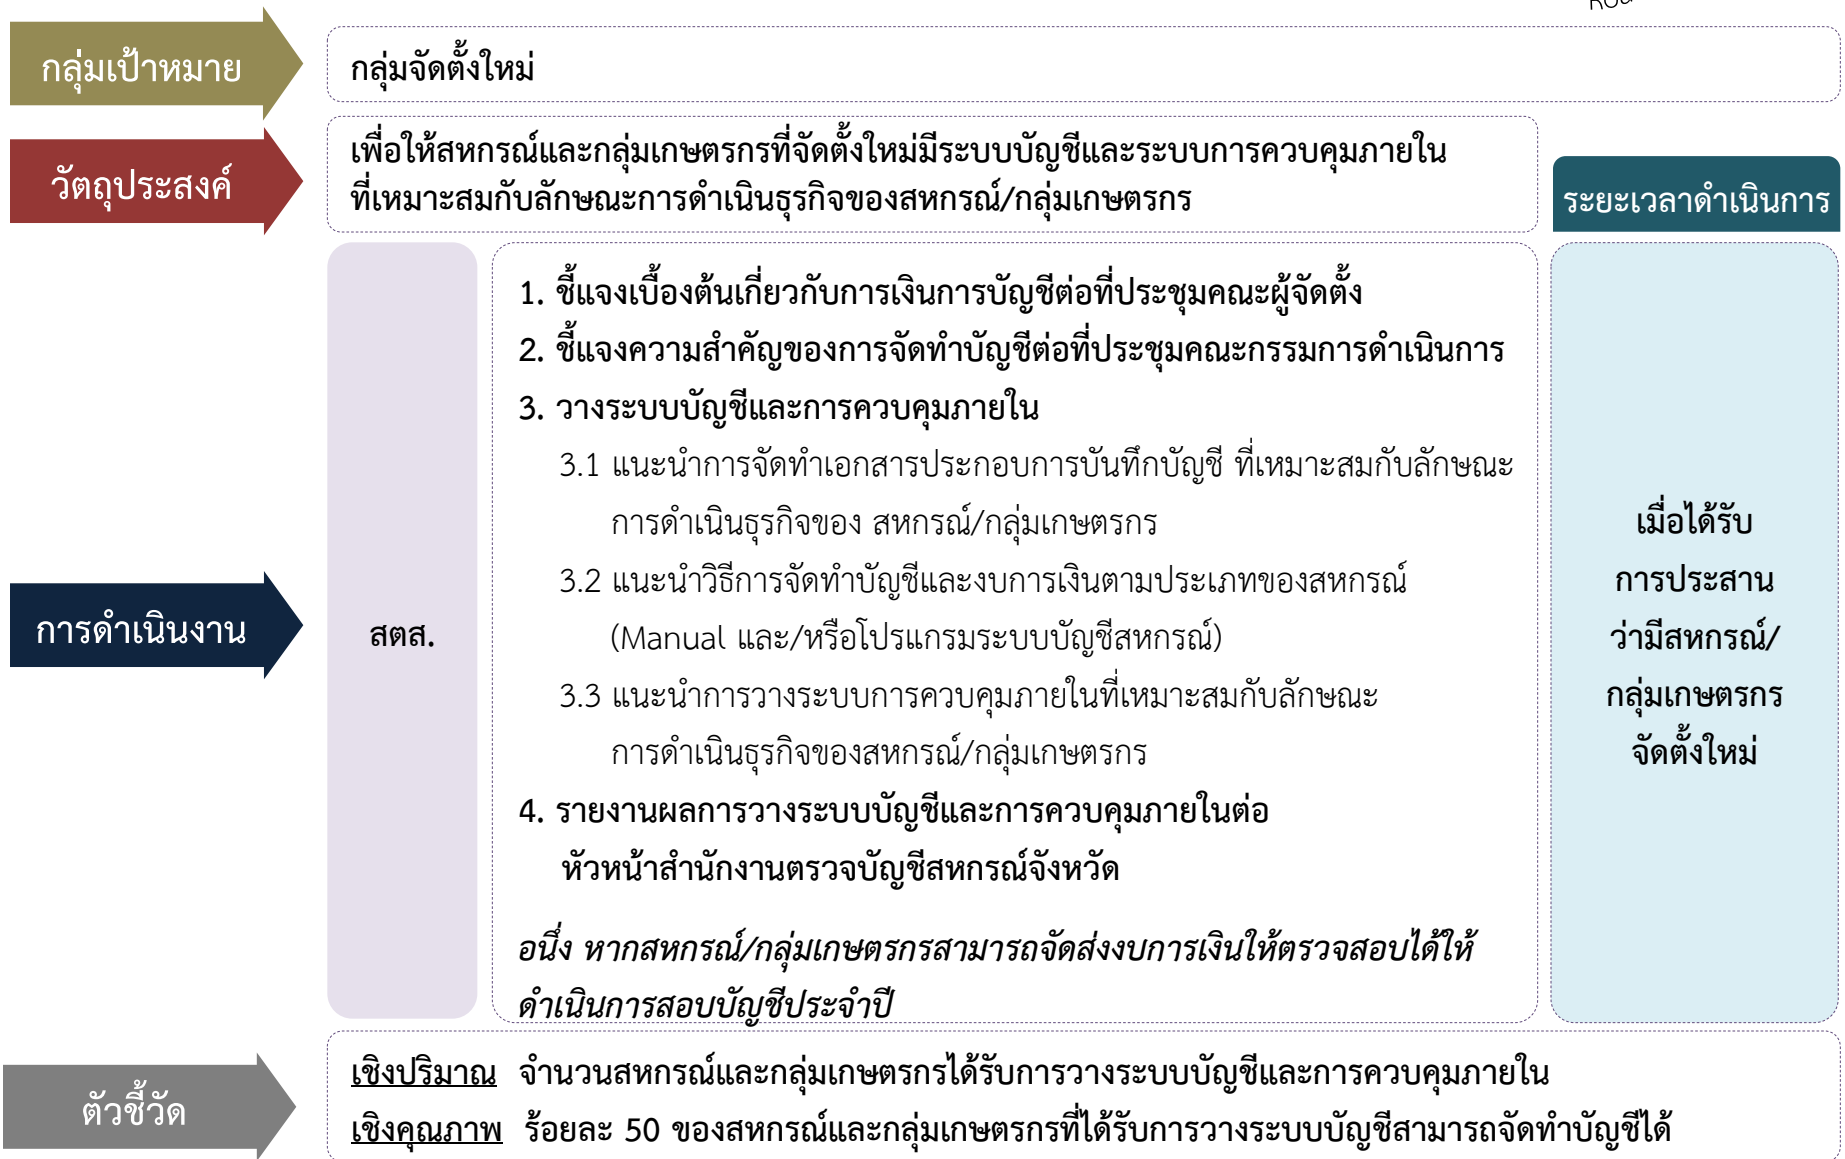 กลุ่มเป้าหมาย
กลุ่มจัดตั้งใหม่
วัตถุประสงค์
เพื่อให้สหกรณ์และกลุ่มเกษตรกรที่จัดตั้งใหม่มีระบบบัญชีและระบบการควบคุมภายใน
ที่เหมาะสมกับลักษณะการดำเนินธุรกิจของสหกรณ์/กลุ่มเกษตรกร
ระยะเวลาดำเนินการ
การดำเนินงาน
สตส.
1. ชี้แจงเบื้องต้นเกี่ยวกับการเงินการบัญชีต่อที่ประชุมคณะผู้จัดตั้ง
2. ชี้แจงความสำคัญของการจัดทำบัญชีต่อที่ประชุมคณะกรรมการดำเนินการ
3. วางระบบบัญชีและการควบคุมภายใน
3.1 แนะนำการจัดทำเอกสารประกอบการบันทึกบัญชี ที่เหมาะสมกับลักษณะ
การดำเนินธุรกิจของ สหกรณ์/กลุ่มเกษตรกร
3.2 แนะนำวิธีการจัดทำบัญชีและงบการเงินตามประเภทของสหกรณ์
(Manual และ/หรือโปรแกรมระบบบัญชีสหกรณ์)
3.3 แนะนำการวางระบบการควบคุมภายในที่เหมาะสมกับลักษณะ
การดำเนินธุรกิจของสหกรณ์/กลุ่มเกษตรกร
4. รายงานผลการวางระบบบัญชีและการควบคุมภายในต่อ
หัวหน้าสำนักงานตรวจบัญชีสหกรณ์จังหวัด
อนึ่ง หากสหกรณ์/กลุ่มเกษตรกรสามารถจัดส่งงบการเงินให้ตรวจสอบได้ให้
ดำเนินการสอบบัญชีประจำปี
เมื่อได้รับ
การประสาน
ว่ามีสหกรณ์/
กลุ่มเกษตรกร
จัดตั้งใหม่
ตัวชี้วัด
เชิงปริมาณ จำนวนสหกรณ์และกลุ่มเกษตรกรได้รับการวางระบบบัญชีและการควบคุมภายใน
เชิงคุณภาพ ร้อยละ 50 ของสหกรณ์และกลุ่มเกษตรกรที่ได้รับการวางระบบบัญชีสามารถจัดทำบัญชีได้